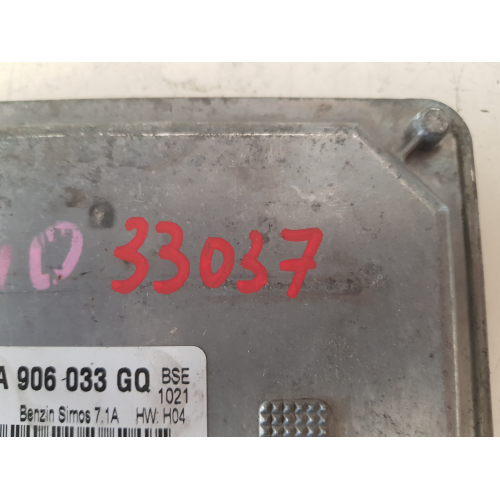 33037
A 906 033 GQ BSE
1021
Benzin Simos 7.1A HW: H04